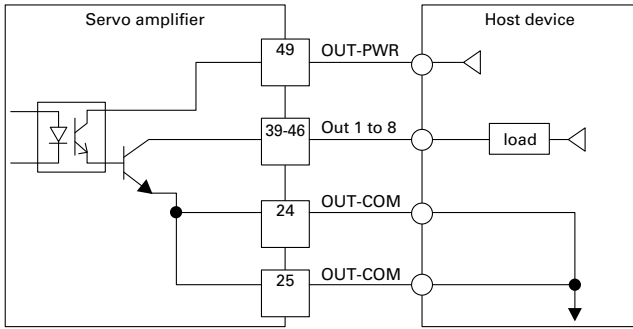 Servo amplifier
Host device
49
OUT-PWR
39-46
Out 1 to 8
load
24
OUT-COM
25
OUT-COM